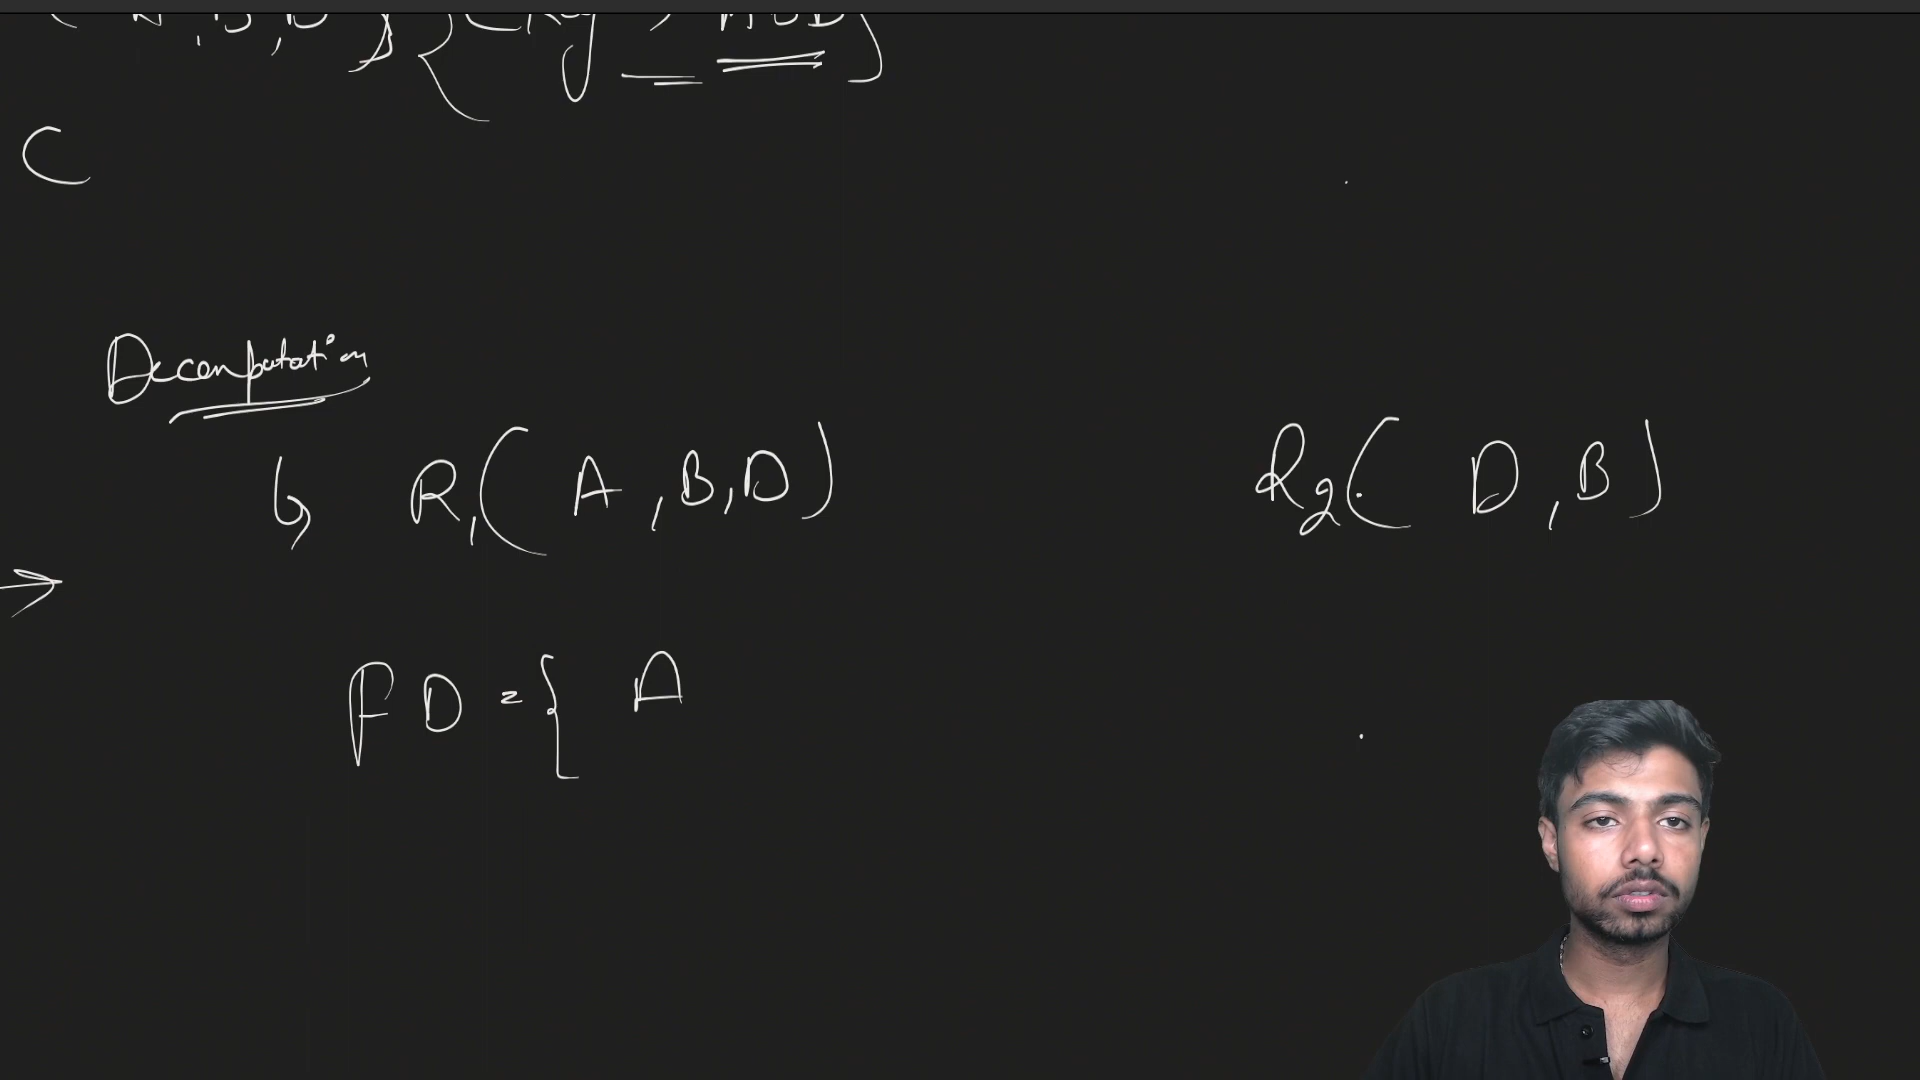 C
Decomputation
↳ R₁( A , B, D ) R₂( D , B )
→
FD = { A